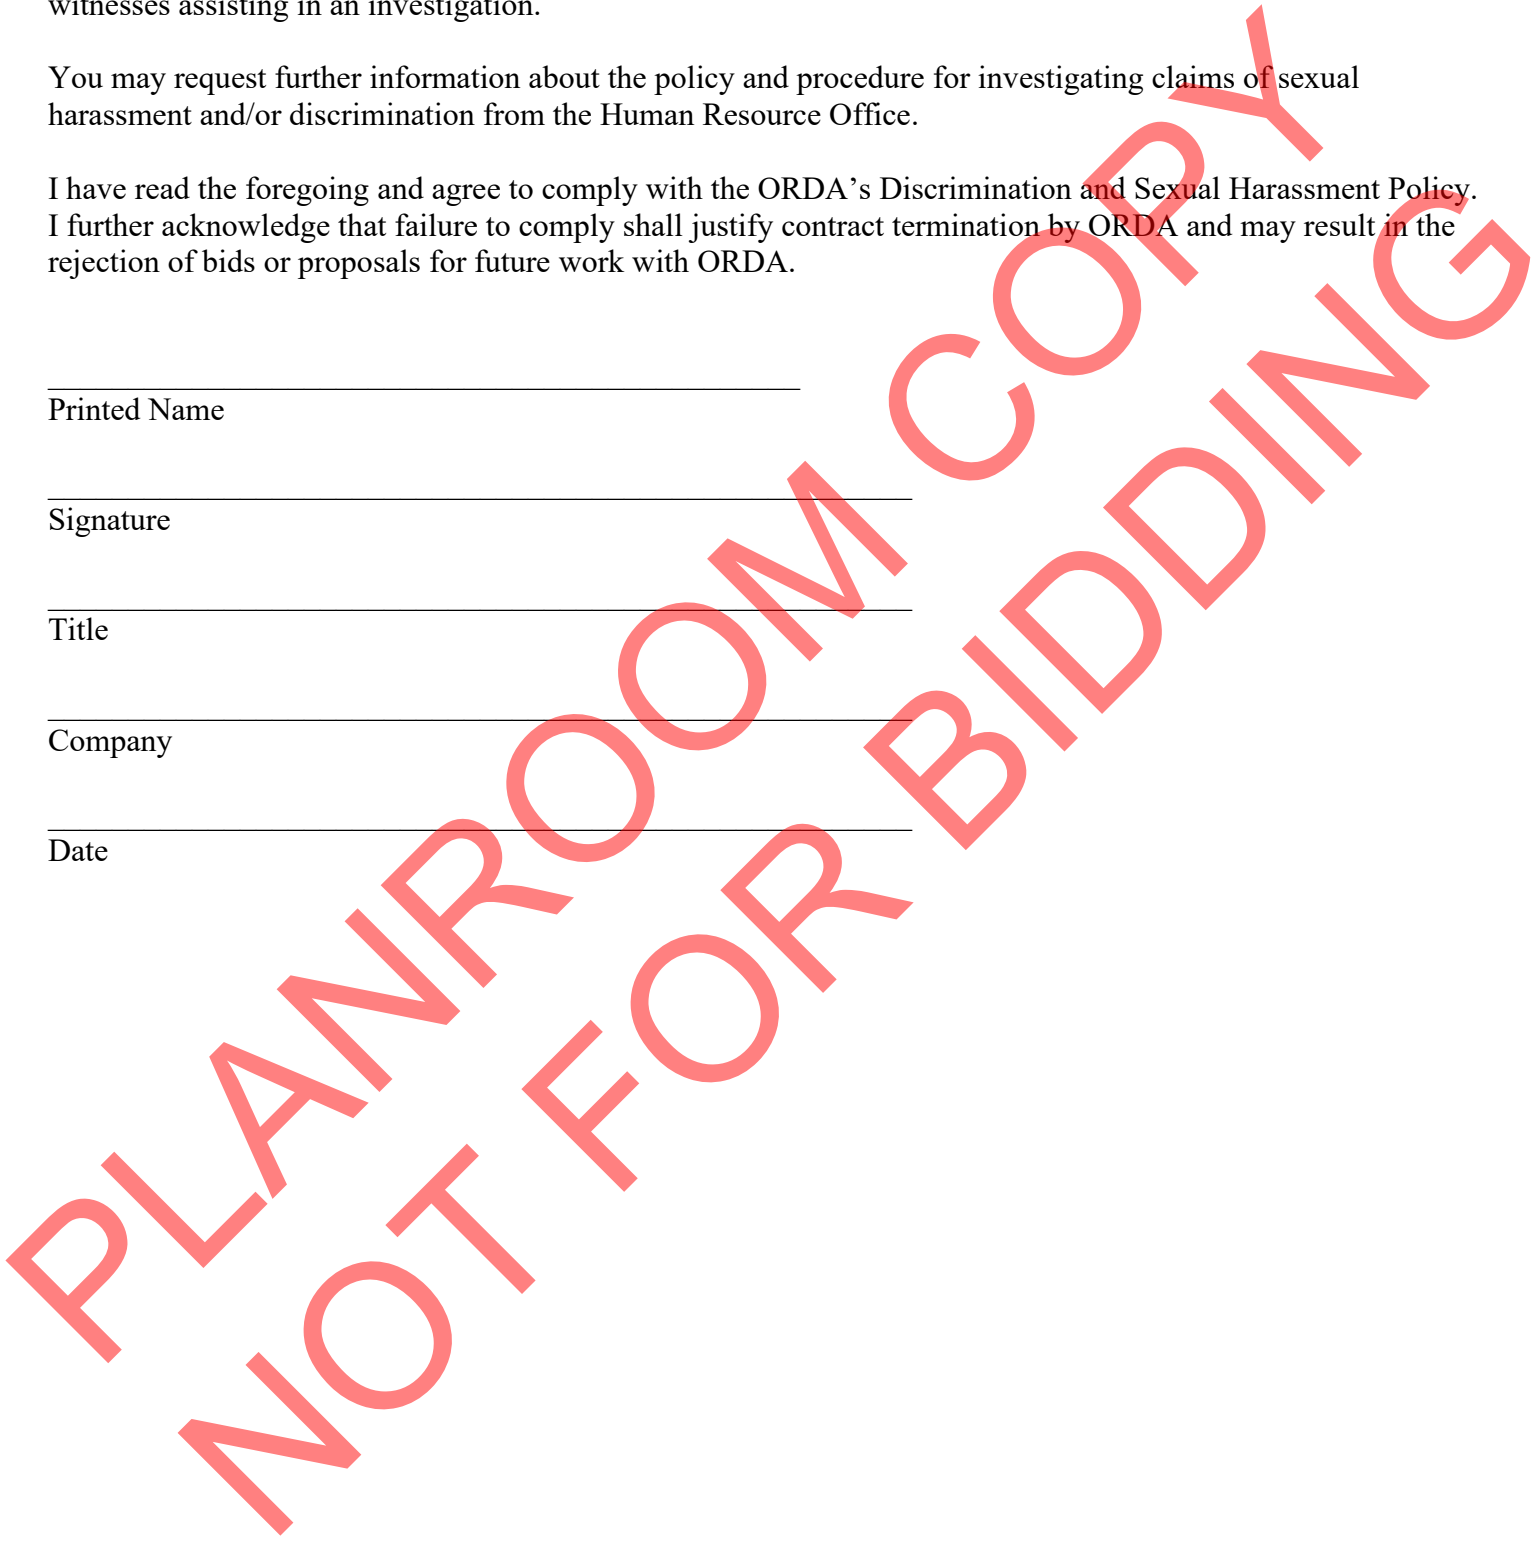 witnesses assisting in an investigation.
You may request further information about the policy and procedure for investigating claims of sexual
harassment and/or discrimination from the Human Resource Office.
I have read the foregoing and agree to comply with the ORDA’s Discrimination and Sexual Harassment Policy.
I further acknowledge that failure to comply shall justify contract termination by ORDA and may result in the
rejection of bids or proposals for future work with ORDA.
Printed Name
Signature
Title
Company
Date
PLANROOM COPY
NOT FOR BIDDING